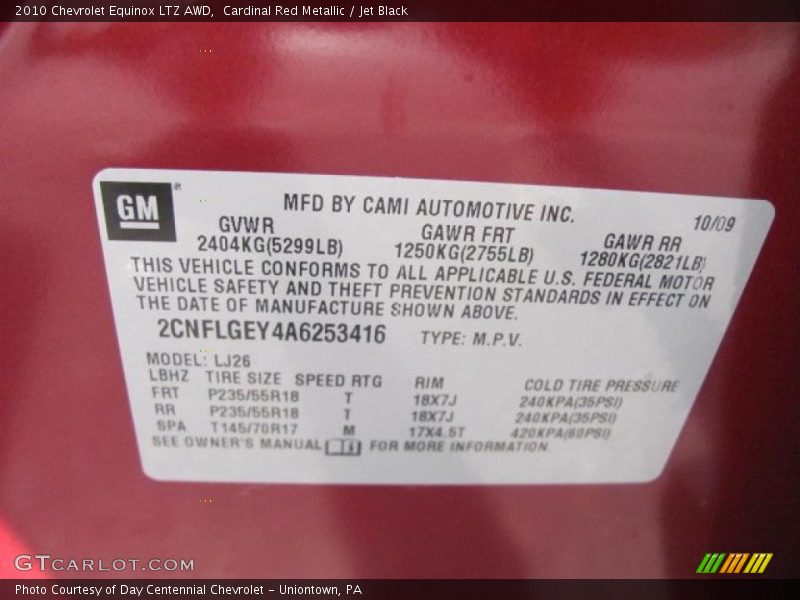 2010 Chevrolet Equinox LTZ AWD,  Cardinal Red Metallic / Jet Black
GM
MFD BY CAMI AUTOMOTIVE INC.
10/09
GVWR GAWR FRT GAWR RR
2404KG(5299LB) 1250KG(2755LB) 1280KG(2821LB)
THIS VEHICLE CONFORMS TO ALL APPLICABLE U.S. FEDERAL MOTOR
VEHICLE SAFETY AND THEFT PREVENTION STANDARDS IN EFFECT ON
THE DATE OF MANUFACTURE SHOWN ABOVE.
2CNFLGEY4A6253416 TYPE: M.P.V.
MODEL: LJ26
LBHZ TIRE SIZE SPEED RTG RIM COLD TIRE PRESSURE
FRT P235/55R18 T 18X7J 240KPA(35PSI)
RR P235/55R18 T 18X7J 240KPA(35PSI)
SPA T145/70R17 M 17X4.5T 420KPA(60PSI)
SEE OWNER'S MANUAL FOR MORE INFORMATION.
GTCARLOT.COM
Photo Courtesy of Day Centennial Chevrolet - Uniontown, PA